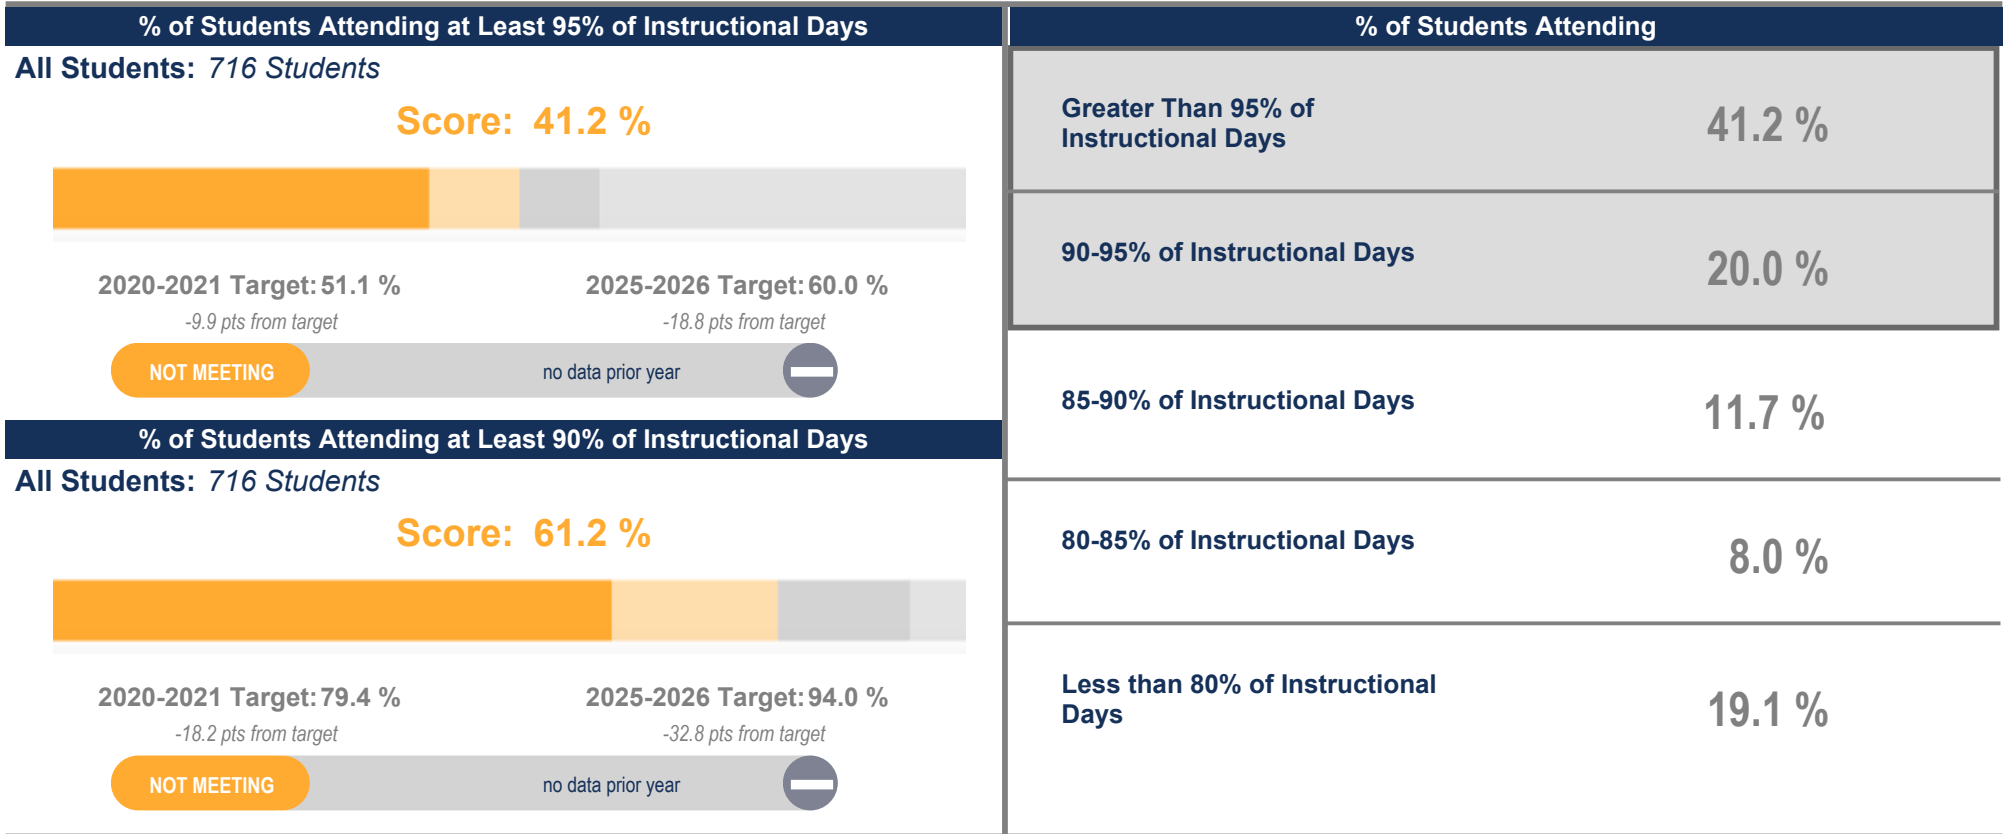 % of Students Attending at Least 95% of Instructional Days
All Students: 716 Students
Score: 41.2 %
2020-2021 Target: 51.1 %
-9.9 pts from target
2025-2026 Target: 60.0 %
-18.8 pts from target
NOT MEETING
no data prior year
% of Students Attending at Least 90% of Instructional Days
All Students: 716 Students
Score: 61.2 %
2020-2021 Target: 79.4 %
-18.2 pts from target
2025-2026 Target: 94.0 %
-32.8 pts from target
NOT MEETING
no data prior year
% of Students Attending
Greater Than 95% of
Instructional Days
41.2 %
90-95% of Instructional Days
20.0 %
85-90% of Instructional Days
11.7 %
80-85% of Instructional Days
8.0 %
Less than 80% of Instructional
Days
19.1 %